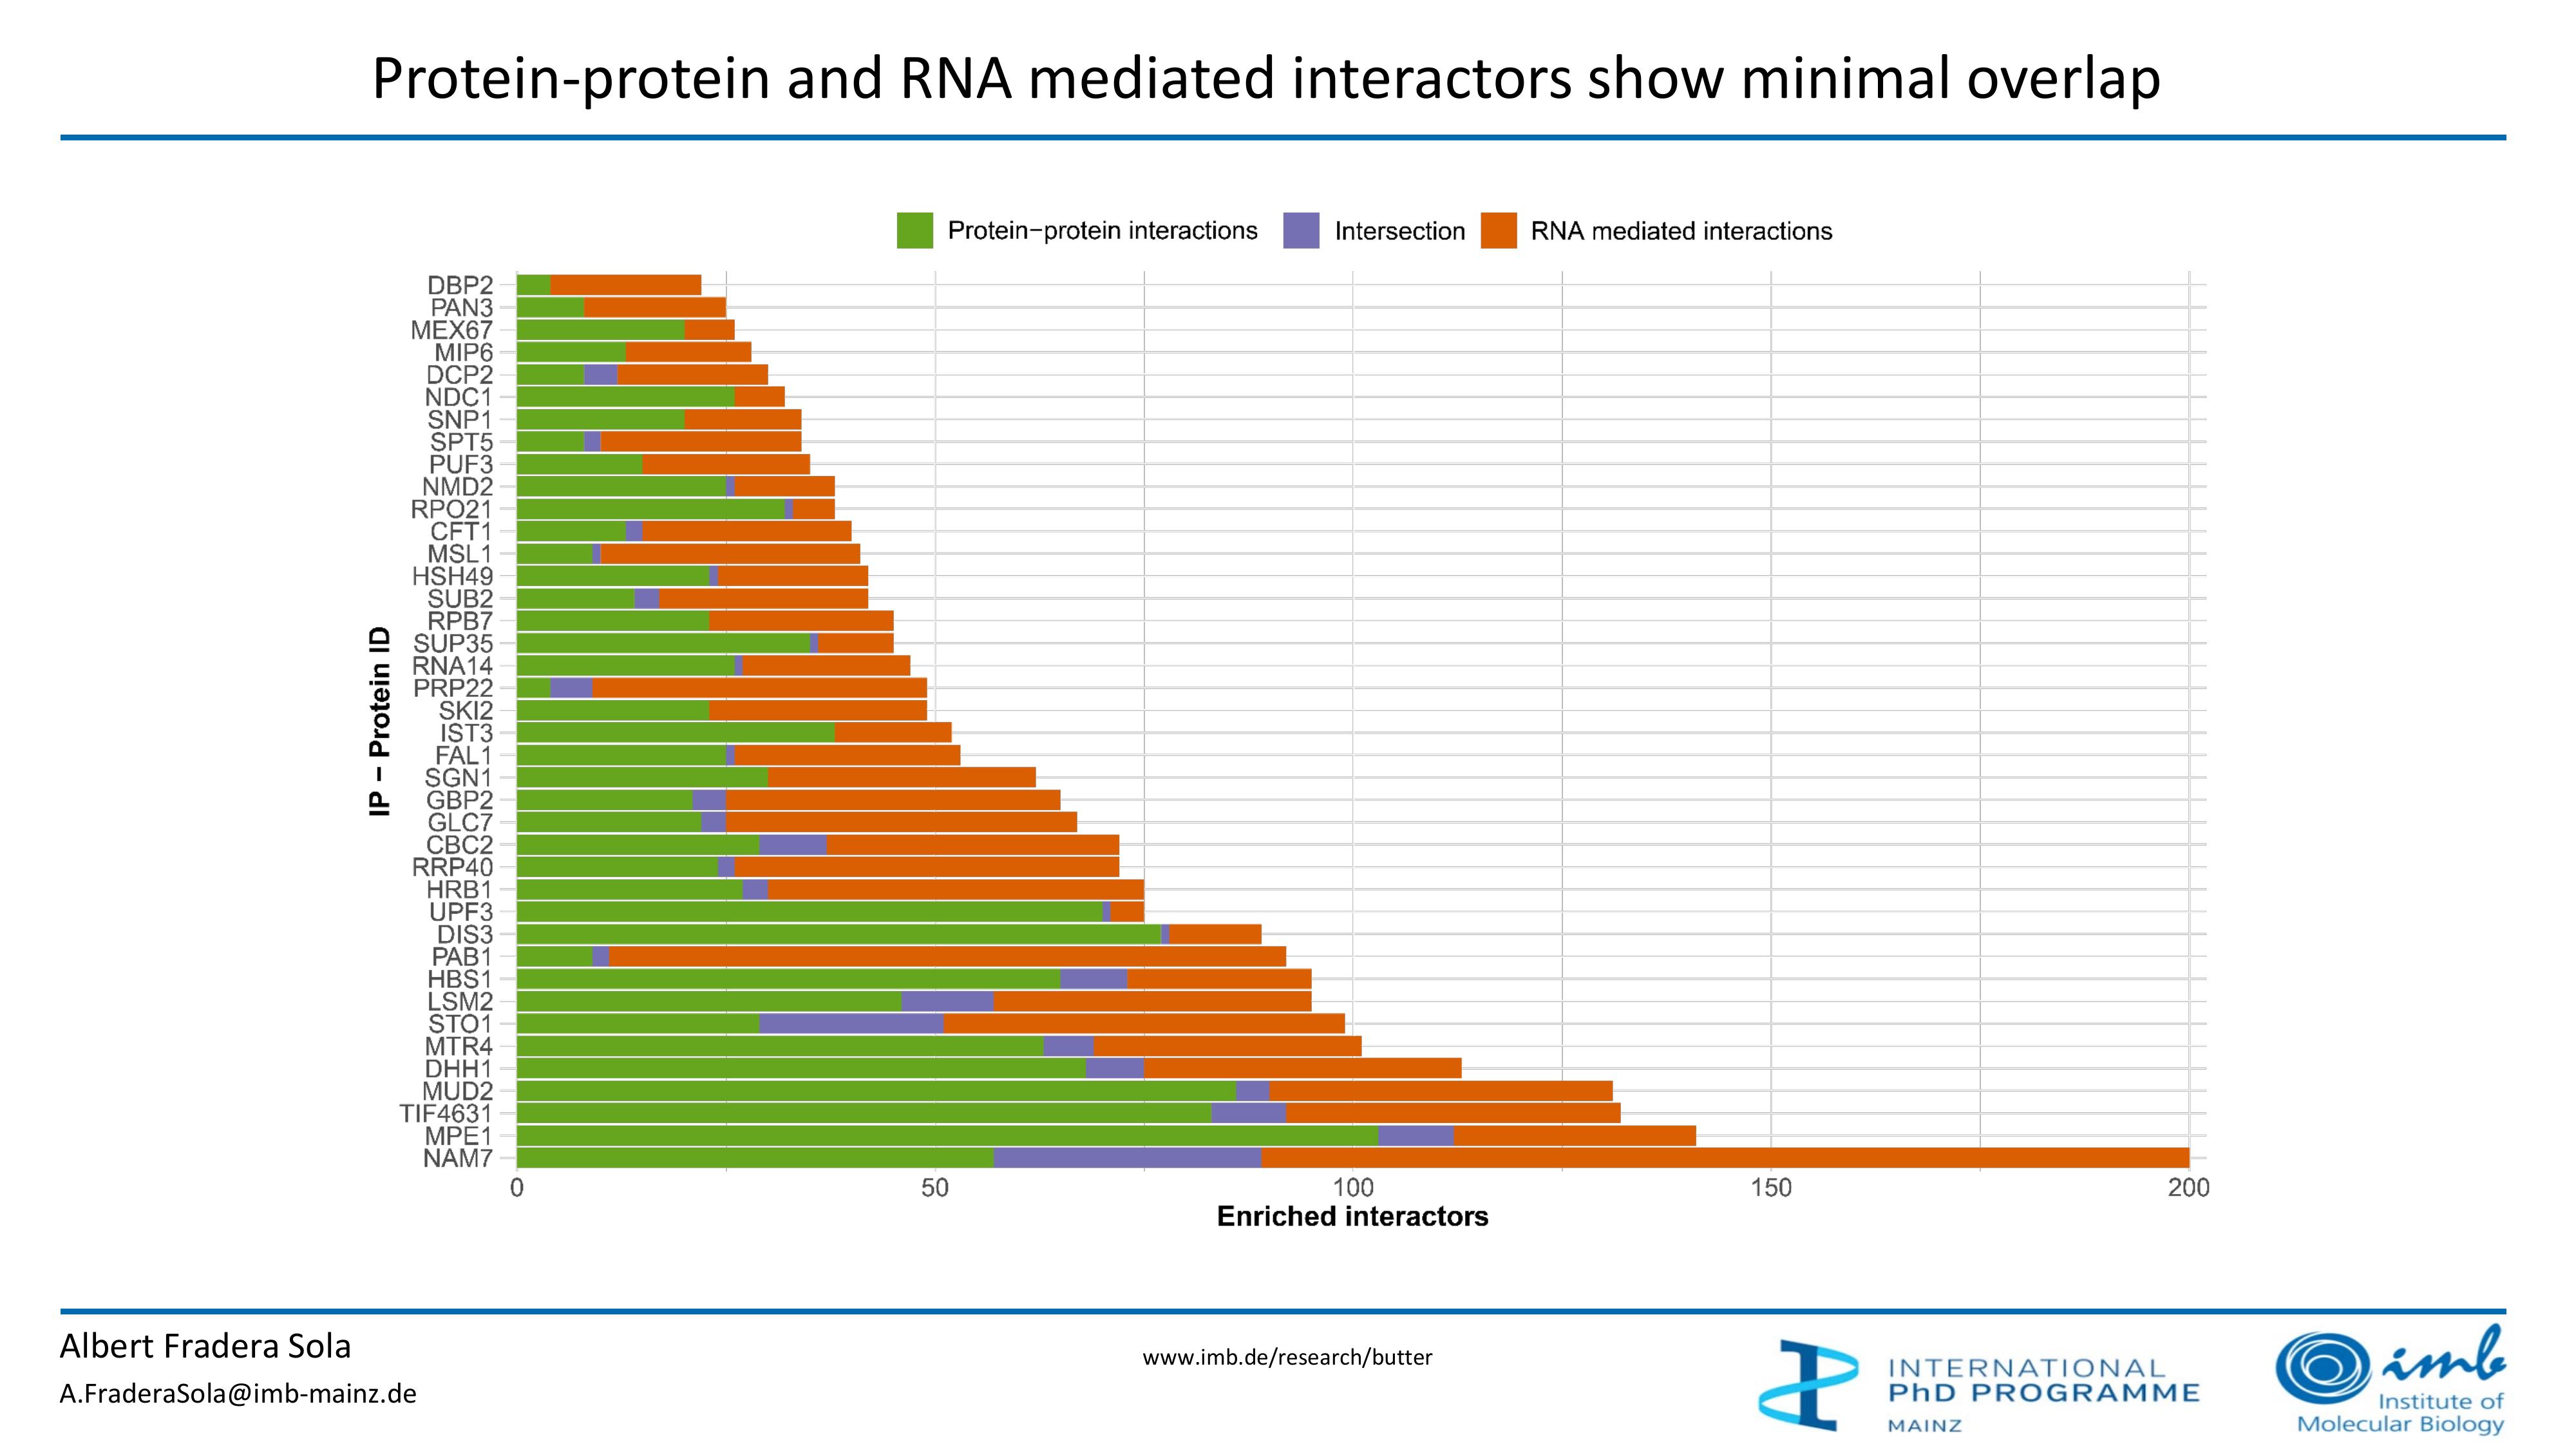 Protein-protein and RNA mediated interactors show minimal overlap
Protein−protein interactions
Intersection
RNA mediated interactions
IP − Protein ID
DBP2
PAN3
MEX67
MIP6
DCP2
NDC1
SNP1
SPT5
PUF3
NMD2
RPO21
CFT1
MSL1
HSH49
SUB2
RPB7
SUP35
RNA14
PRP22
SKI2
IST3
FAL1
SGN1
GBP2
GLC7
CBC2
RRP40
HRB1
UPF3
DIS3
PAB1
HBS1
LSM2
STO1
MTR4
DHH1
MUD2
TIF4631
MPE1
NAM7
0 50 100 150 200
Enriched interactors
Albert Fradera Sola
A.FraderaSola@imb-mainz.de
www.imb.de/research/butter
INTERNATIONAL
PhD PROGRAMME
MAINZ
imb
Institute of
Molecular Biology